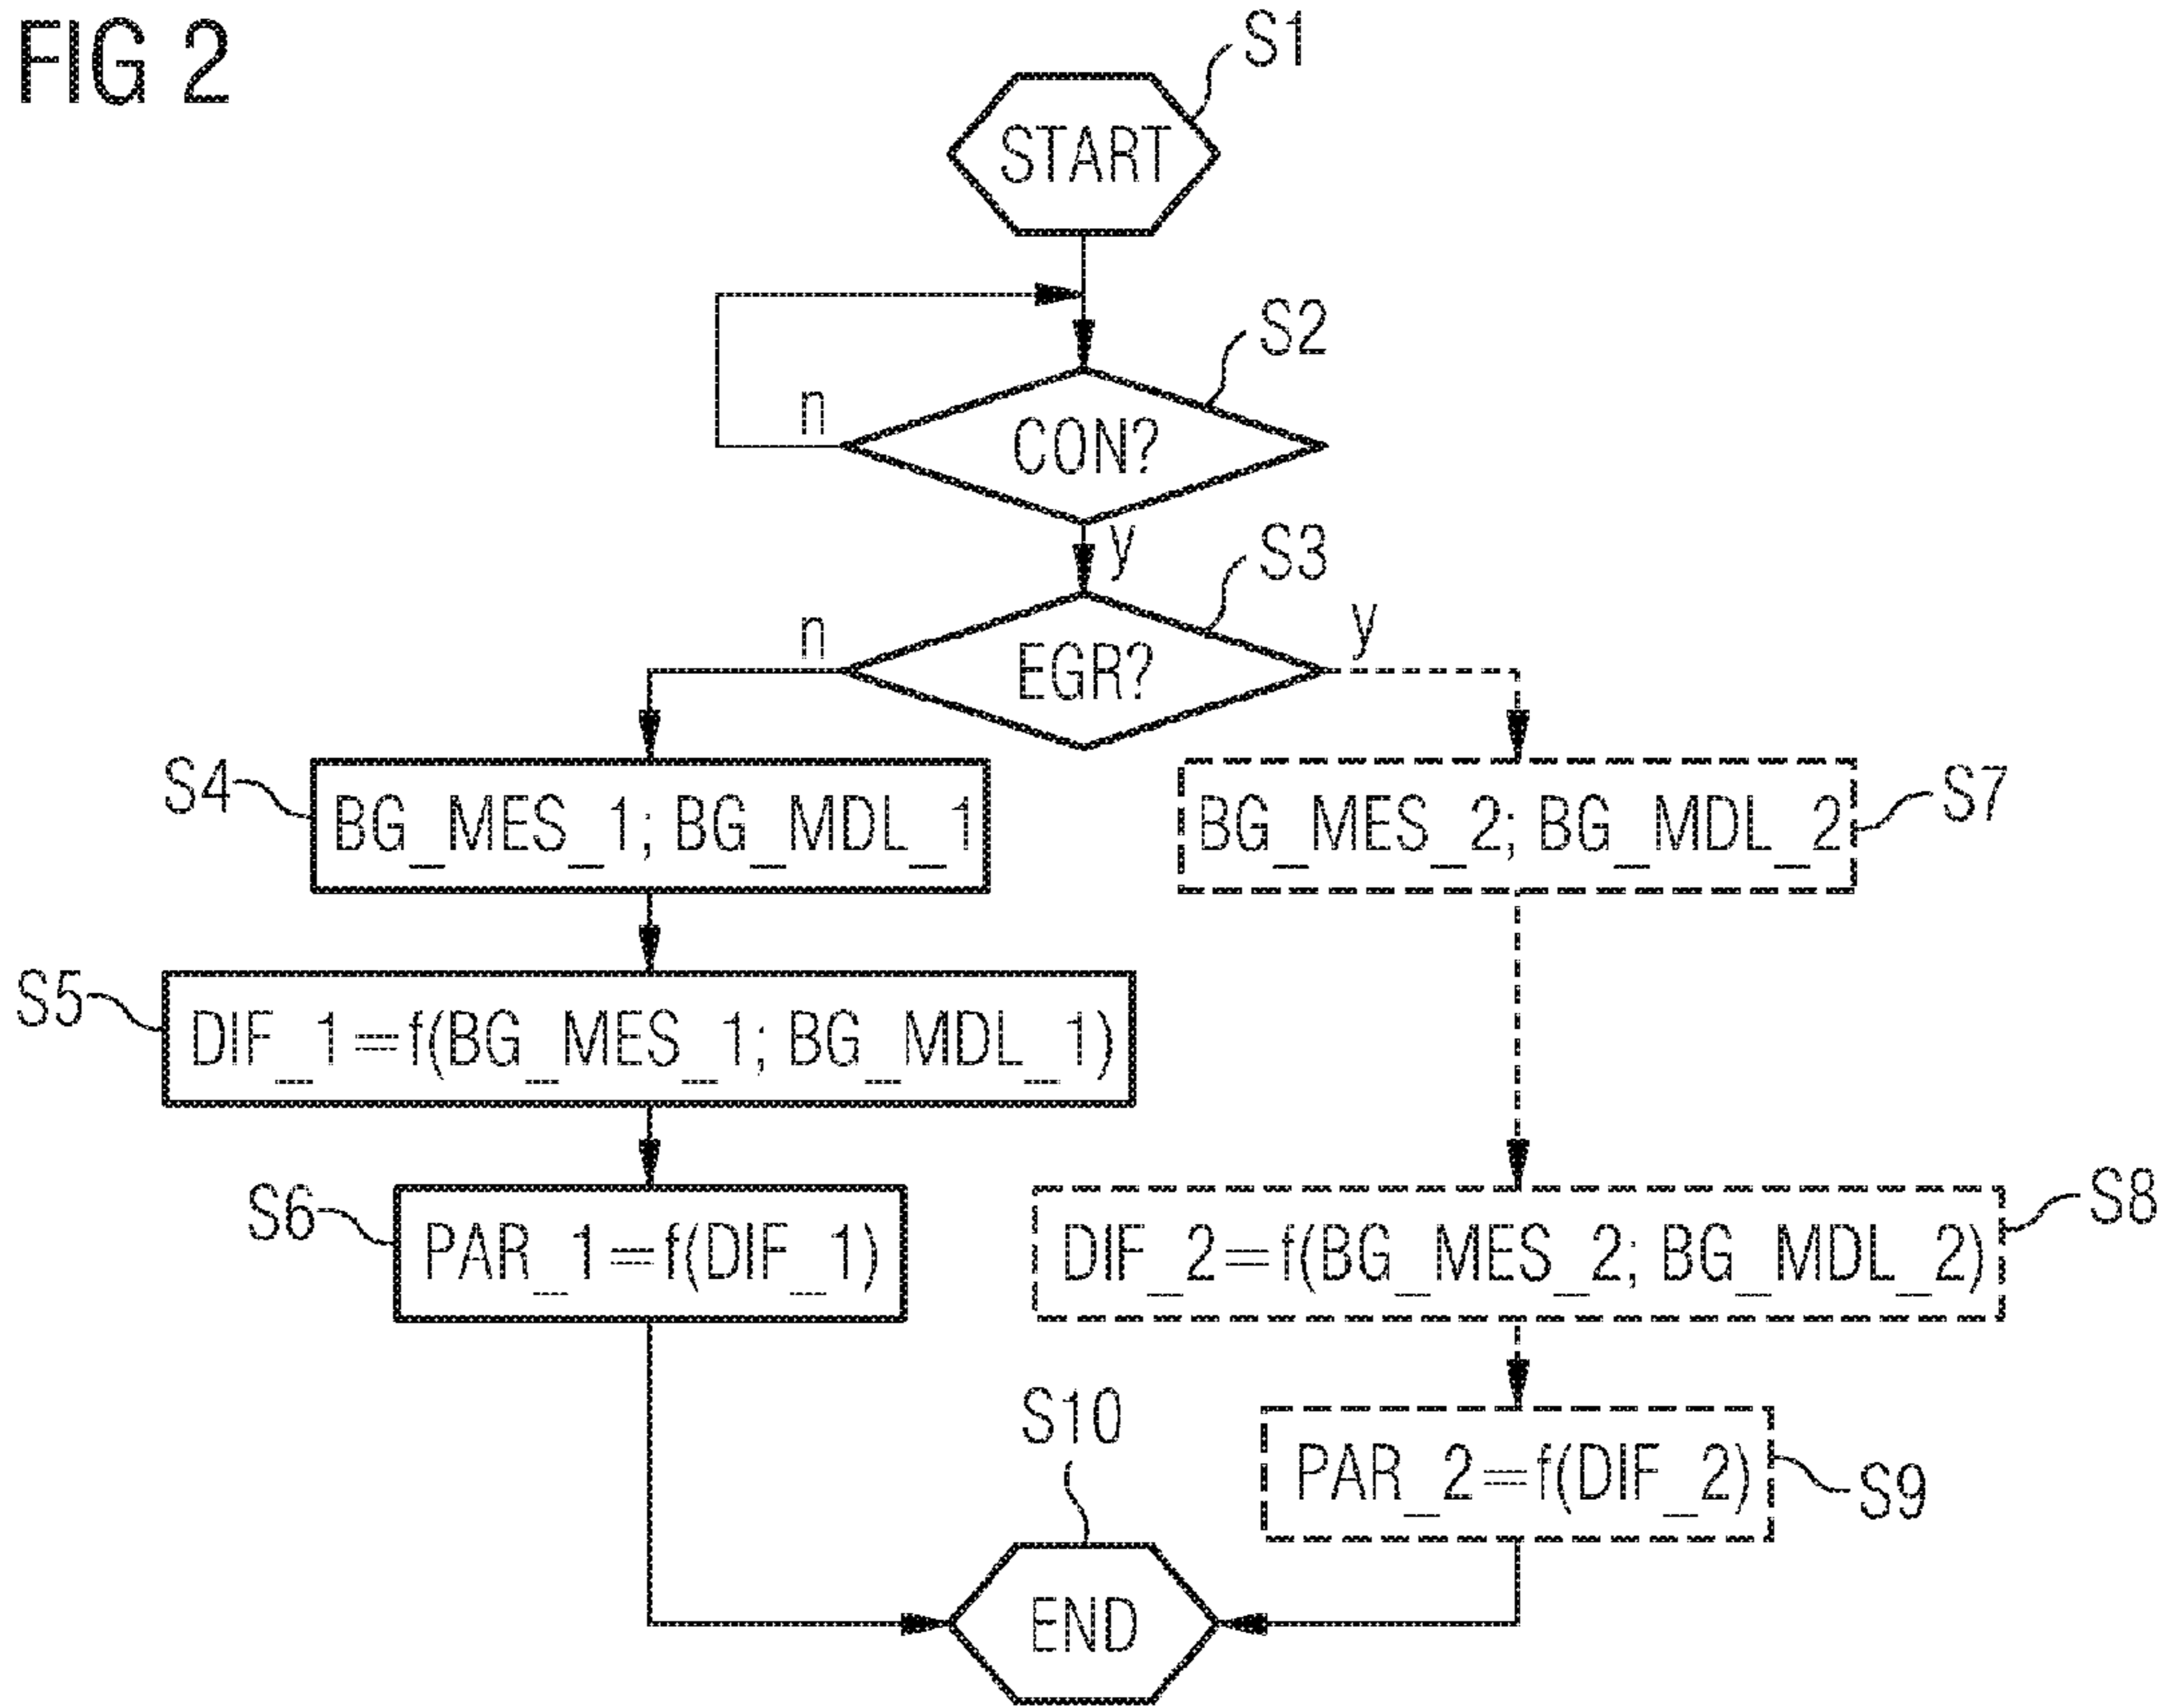 FIG 2
S1
START
S2
n
CON?
y
S3
n
EGR?
y
S4
BG_MES_1; BG_MDL_1
BG_MES_2; BG_MDL_2
S7
S5
DIF_1=f(BG_MES_1; BG_MDL_1)
S6
PAR_1=f(DIF_1)
DIF_2=f(BG_MES_2; BG_MDL_2)
S8
S10
PAR_2=f(DIF_2)
S9
END